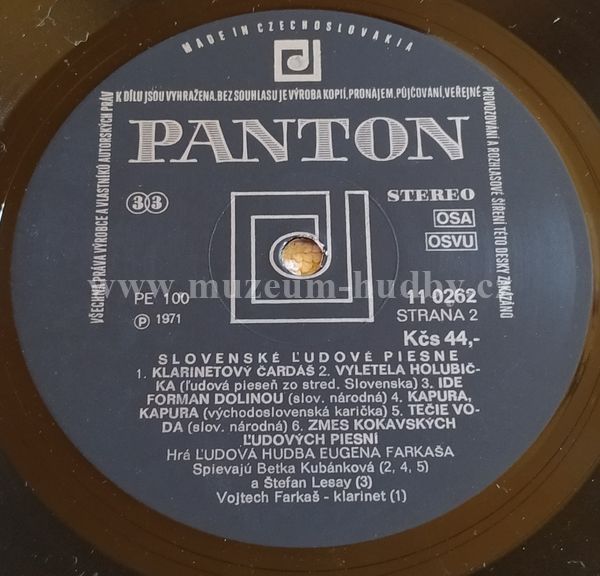 MADE IN CZECHOSLOVAKIA
VŠECHNA PRÁVA VÝROBCE A VLASTNÍKŮ AUTORSKÝCH PRÁV
K DÍLU JSOU VYHRAŽENA. BEZ SOUHLASU JE VÝROBA KOPIÍ, PRONÁJEM, PŮJČOVÁNÍ, VEŘEJNÉ
PROVOZOVÁNÍ A ROZHLASOVÉ ŠÍŘENÍ TÉTO DESKY ZAKÁZÁNO
PANTON
33
STEREO
OSA
OSVU
www.muzeum-hudby.c
PE 100
11 0262
Ⓟ 1971
STRANA 2
Kčs 44,-
SLOVENSKÉ ĽUDOVÉ PIESNE
1. KLARINETOVÝ ČARDÁŠ 2. VYLETELA HOLUBIČ-
KA (ľudová pieseň zo stred. Slovenska) 3. IDE
FORMAN DOLINOU (slov. národná) 4. KAPURA,
KAPURA (východoslovenská karička) 5. TEČIE VO-
DA (slov. národná) 6. ZMES KOKAVSKÝCH
ĽUDOVÝCH PIESNÍ
Hrá ĽUDOVÁ HUDBA EUGENA FARKAŠA
Spievajú Betka Kubánková (2, 4, 5)
a Štefan Lesay (3)
Vojtech Farkaš - klarinet (1)